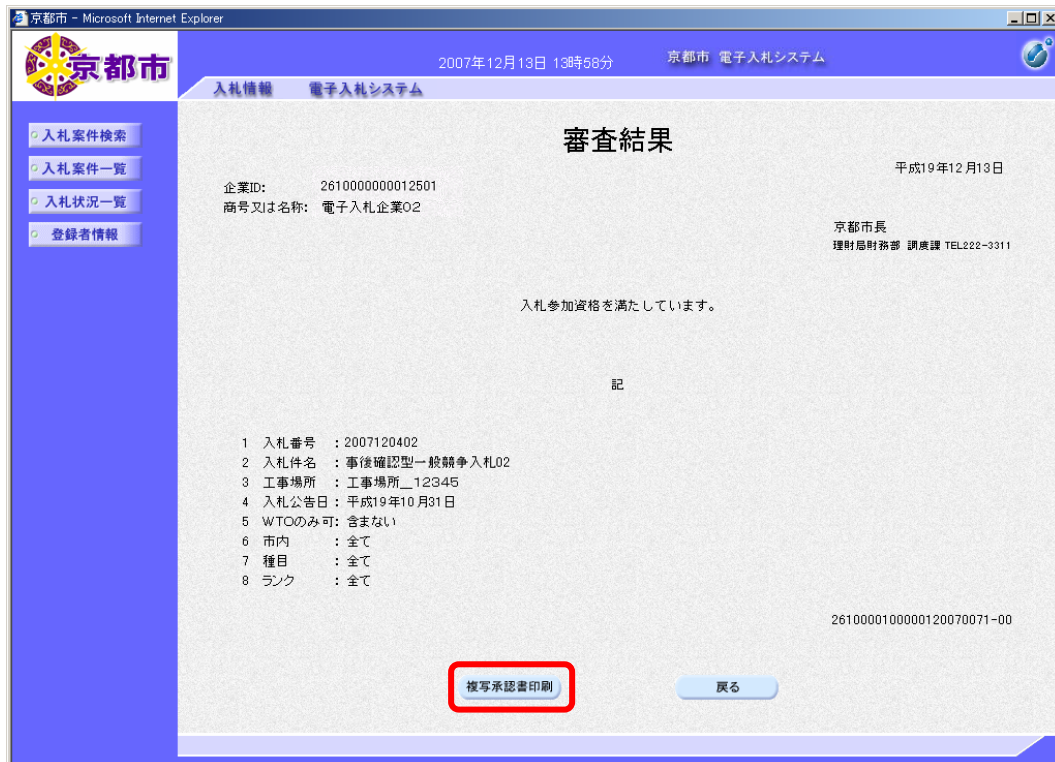 京都市 - Microsoft Internet Explorer
京都市
2007年12月13日 13時58分
京都市 電子入札システム
入札情報 電子入札システム
入札案件検索
入札案件一覧
入札状況一覧
登録者情報
審査結果
平成19年12月13日
企業ID: 2610000000012501
商号又は名称: 電子入札企業02
京都市長
理財局財務部 調度課 TEL222-3311
入札参加資格を満たしています。
記
1 入札番号 :2007120402
2 入札件名 :事後確認型一般競争入札02
3 工事場所 :工事場所__12345
4 入札公告日:平成19年10月31日
5 WTOのみ可:含まない
6 市内 :全て
7 種目 :全て
8 ランク :全て
2610000100000120070071-00
複写承認書印刷
戻る